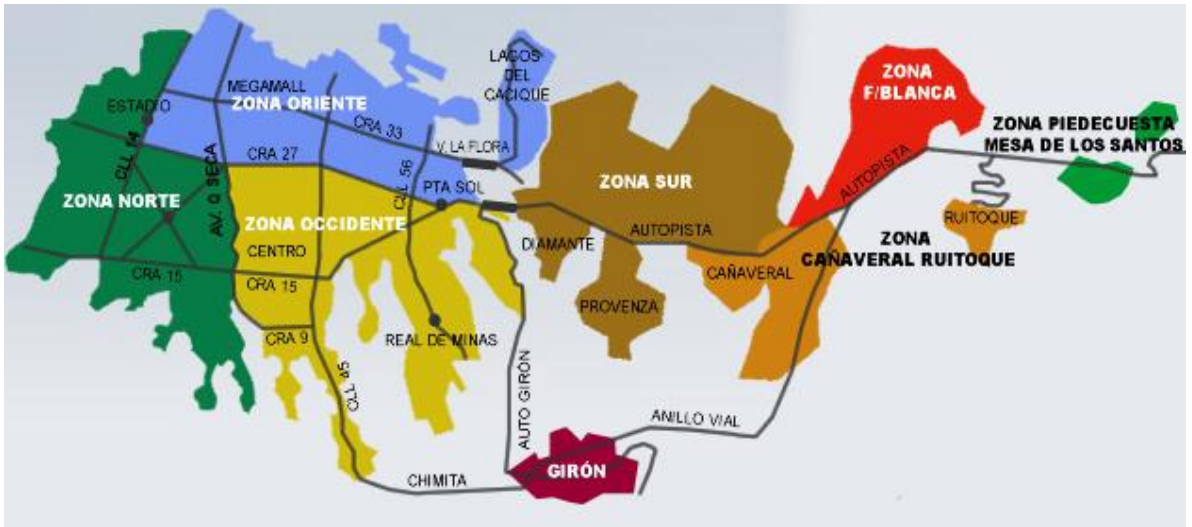 LAGOS
DEL
CACIQUE
MEGAMALL
ZONA ORIENTE
ESTADIO
CRA 33
ZONA
F/BLANCA
ZONA PIEDECUESTA
MESA DE LOS SANTOS
CLL 14
CRA 27
V. LA FLORA
CLL 56
AV. Q SECA
ZONA NORTE
PTA SOL
ZONA SUR
AUTOPISTA
ZONA OCCIDENTE
CENTRO
DIAMANTE
AUTOPISTA
RUITOQUE
ZONA
CAÑAVERAL RUITOQUE
CRA 15
CRA 15
CAÑAVERAL
PROVENZA
CRA 9
REAL DE MINAS
CLL 45
AUTO GIRÓN
ANILLO VIAL
GIRÓN
CHIMITA